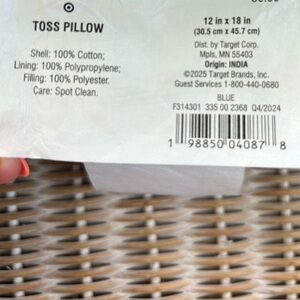 TOSS PILLOW
Shell: 100% Cotton;
Lining: 100% Polypropylene;
Filling: 100% Polyester.
Care: Spot Clean.
12 in x 18 in
(30.5 cm x 45.7 cm)
Dist. by Target Corp.
Mpls, MN 55403
Origin: INDIA
©2025 Target Brands, Inc.
Guest Services 1-800-440-0680
BLUE
F314301 335 00 2368 Q4/2024
1 98850 04087 8